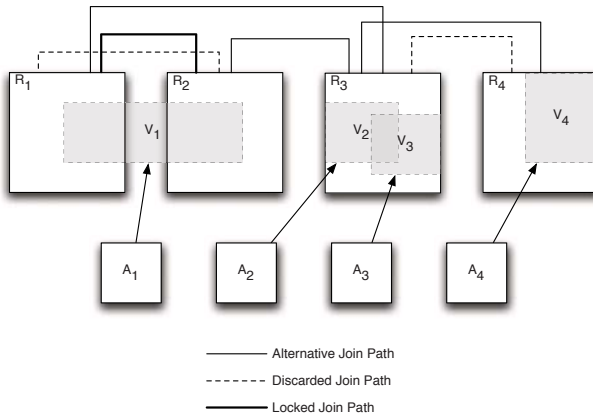 R1
R2
R3
R4
V1
V2
V3
V4
A1
A2
A3
A4
Alternative Join Path
Discarded Join Path
Locked Join Path